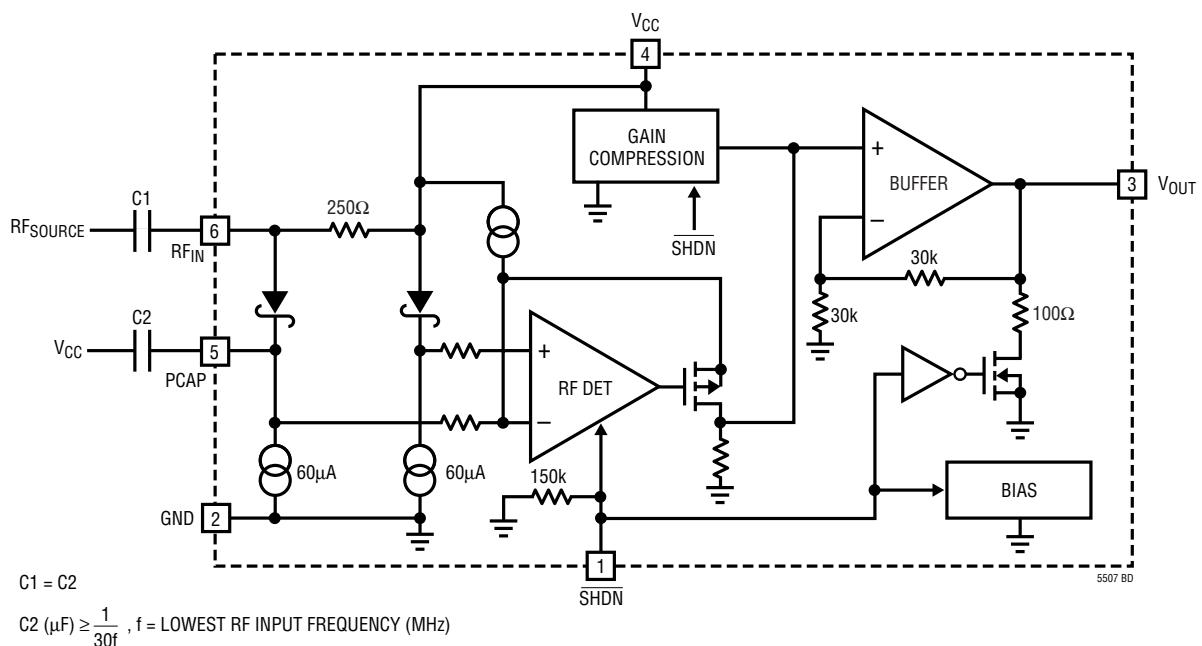 VCC
4
GAIN
COMPRESSION
SHDN
BUFFER
+
−
3
VOUT
C1
RFSOURCE
6
RFIN
250Ω
30k
30k
100Ω
C2
VCC
5
PCAP
+
RF DET
−
60µA
60µA
150k
BIAS
GND
2
1
SHDN
5507 BD
C1 = C2
C2 (µF) ≥ 1/30f , f = LOWEST RF INPUT FREQUENCY (MHz)